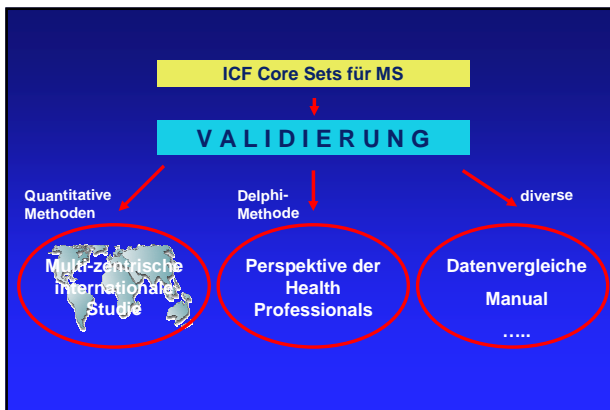 ICF Core Sets für MS
V A L I D I E R U N G
Quantitative
Methoden
Delphi-
Methode
diverse
Multi-zentrische
internationale
Studie
Perspektive der
Health
Professionals
Datenvergleiche
Manual
…..